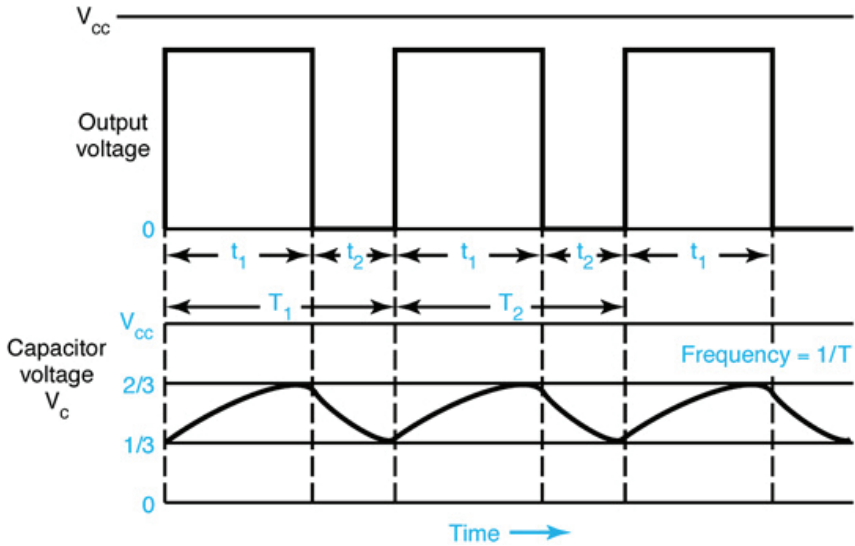 Vcc
Output
voltage
0
t1 t2 t1 t2 t1
T1 T2
Vcc
Capacitor
voltage
Vc
Frequency = 1/T
2/3
1/3
0
Time